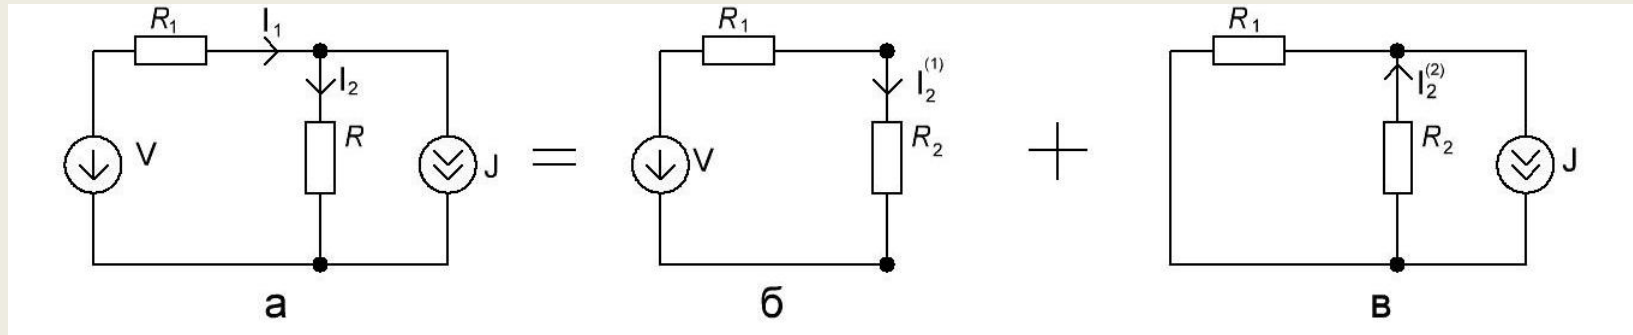 R₁ I₁
I₂
V R J
а
=
R₁
I₂⁽¹⁾
V R₂
б
+
R₁
I₂⁽²⁾
R₂ J
в